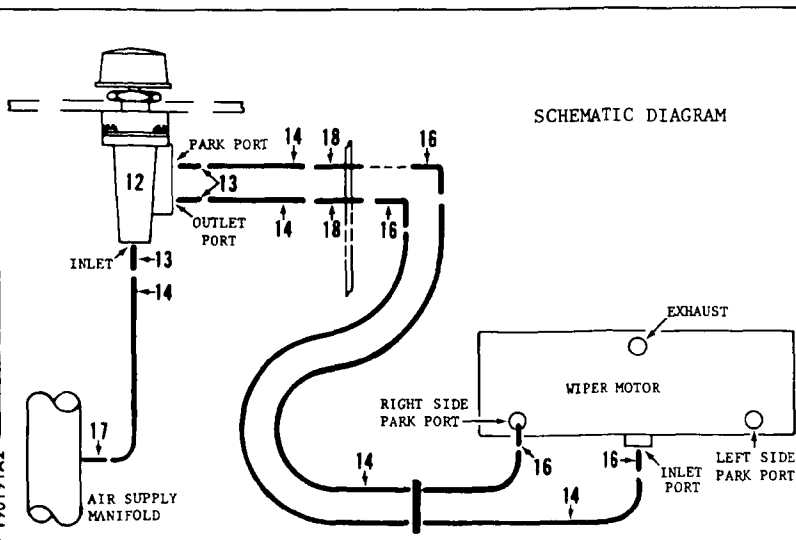 SCHEMATIC DIAGRAM
PARK PORT
14
18
16
12
13
OUTLET
PORT
14
18
16
INLET
13
14
EXHAUST
WIPER MOTOR
RIGHT SIDE
PARK PORT
17
14
16
16
INLET
PORT
LEFT SIDE
PARK PORT
14
AIR SUPPLY
MANIFOLD